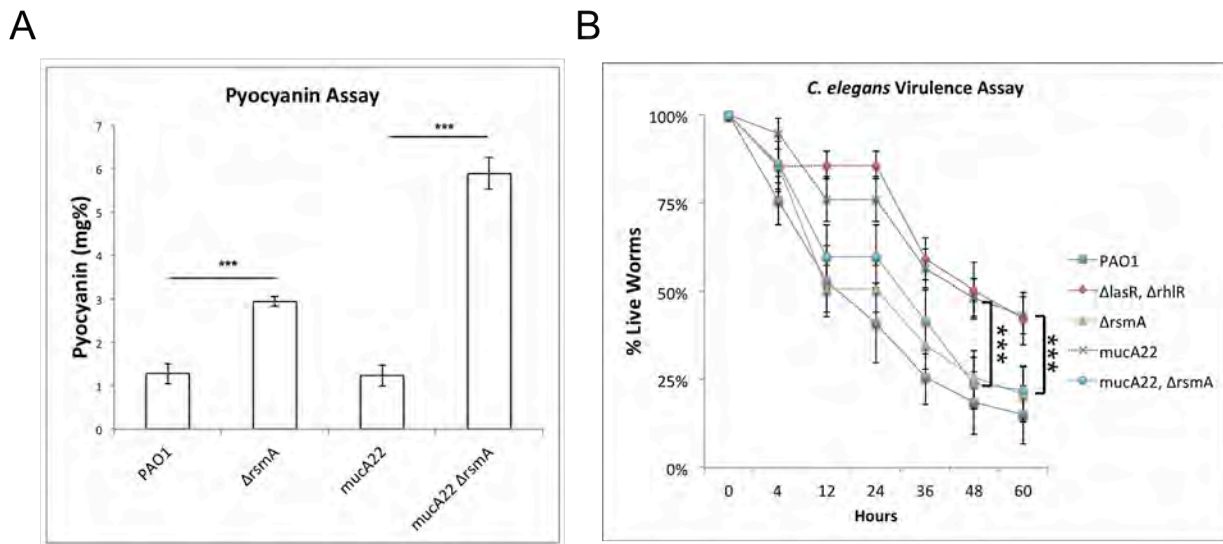 A
Pyocyanin Assay
Pyocyanin (mg%)
7
6
5
4
3
2
1
0
***
***
PAO1
ΔrsmA
mucA22
mucA22 ΔrsmA
B
C. elegans Virulence Assay
% Live Worms
100%
75%
50%
25%
0%
0 4 12 24 36 48 60
Hours
***
***
PAO1
ΔlasR, ΔrhlR
ΔrsmA
mucA22
mucA22, ΔrsmA